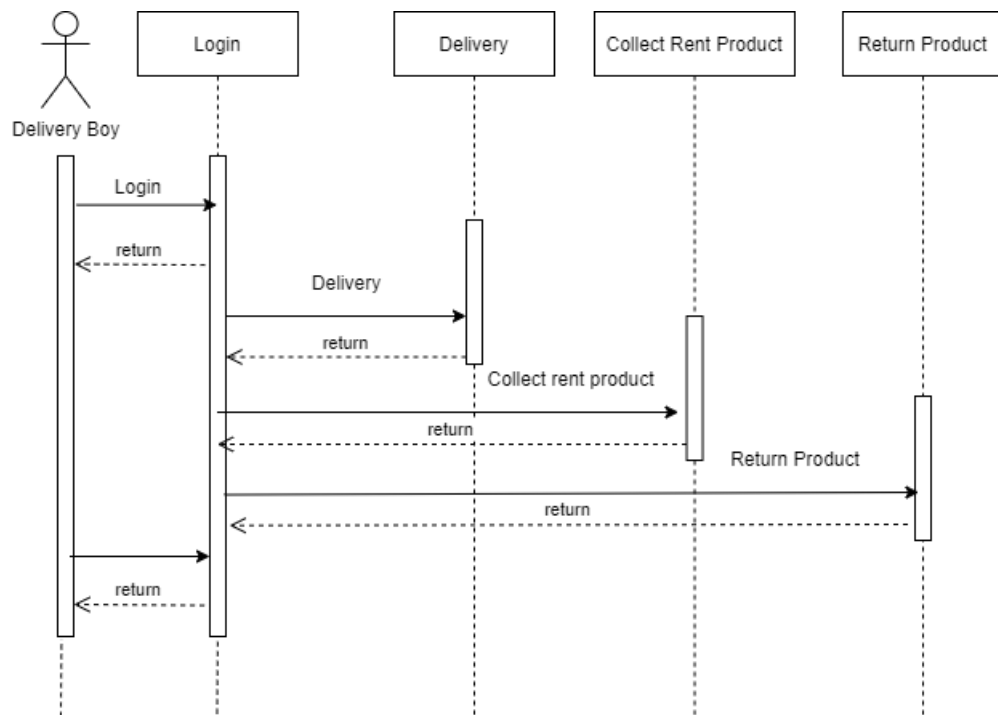 Login
Delivery
Collect Rent Product
Return Product
Delivery Boy
Login
return
Delivery
return
Collect rent product
return
Return Product
return
return